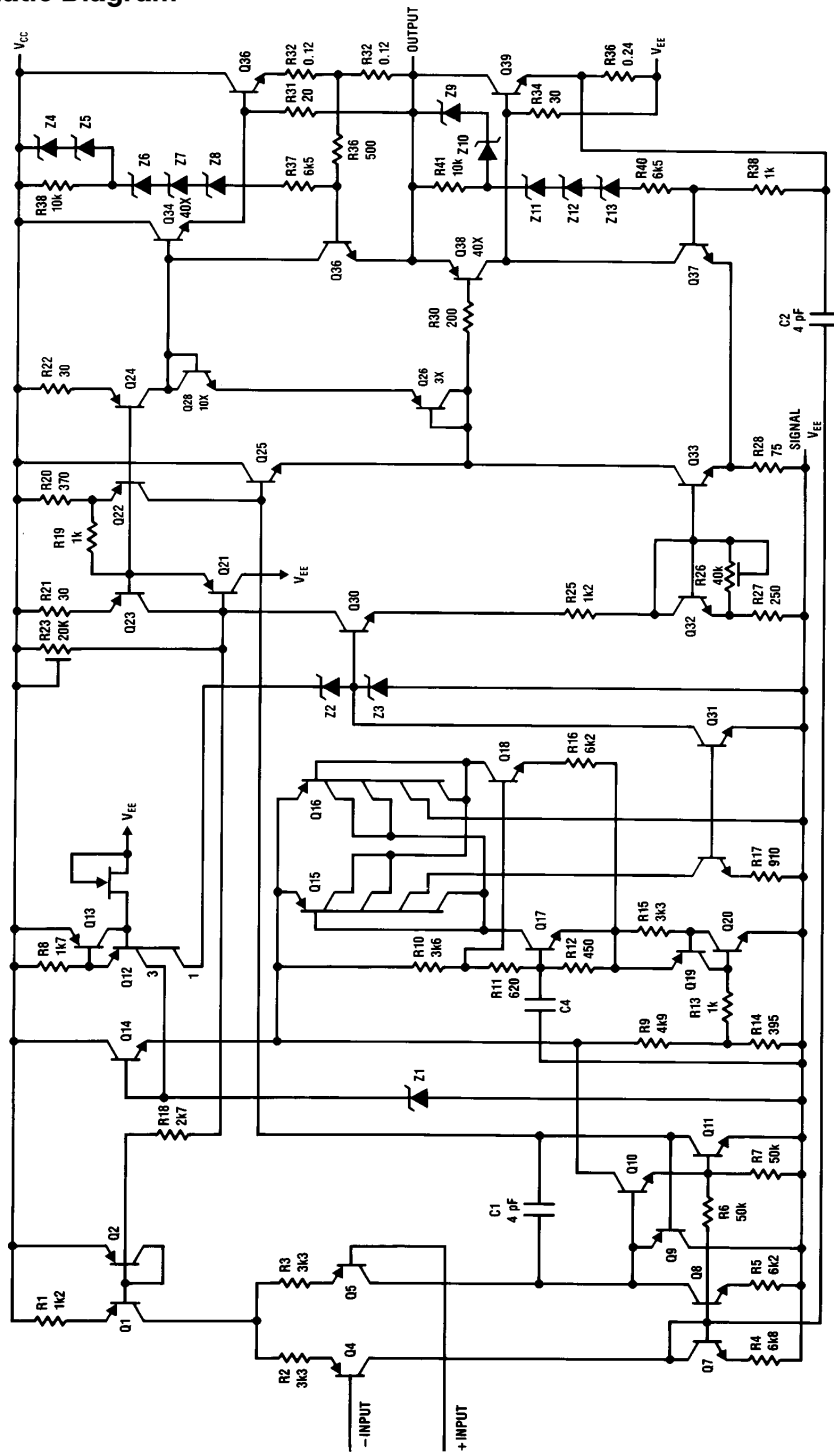 Schematic Diagram
VCC
R1
1k2
Q1
Q2
R18
2k7
Q14
R8
1k7
Q12
3
1
Q13
VEE
R23
20K
R21
30
Q23
R19
1k
Q21
VEE
R20
370
Q22
R22
30
Q24
Q28
10X
Q34
40X
R38
10k
Z4
Z5
Z6
Z7
Z8
Q36
R32
0.12
R31
20
R32
0.12
R36
500
R37
6k5
Q36
OUTPUT
Q25
Q26
3X
R30
200
Q38
40X
R41
10k
Z9
Z10
Z11
Z12
Z13
R40
6k5
Q39
R34
30
R36
0.24
VEE
R38
1k
Q37
C2
4 pF
R2
3k3
R3
3k3
Q4
Q5
– INPUT
+ INPUT
C1
4 pF
Z1
Q15
Q16
R10
3k6
R11
620
Q17
R12
450
C4
Q18
R16
6k2
Z2
Z3
Q30
R25
1k2
R9
4k9
R13
1k
R14
395
Q19
R15
3k3
Q20
R17
910
Q31
Q32
R26
40k
R27
250
Q33
R28
75
SIGNAL
VEE
Q7
R4
6k8
Q8
R5
6k2
Q9
Q10
R6
50k
R7
50k
Q11